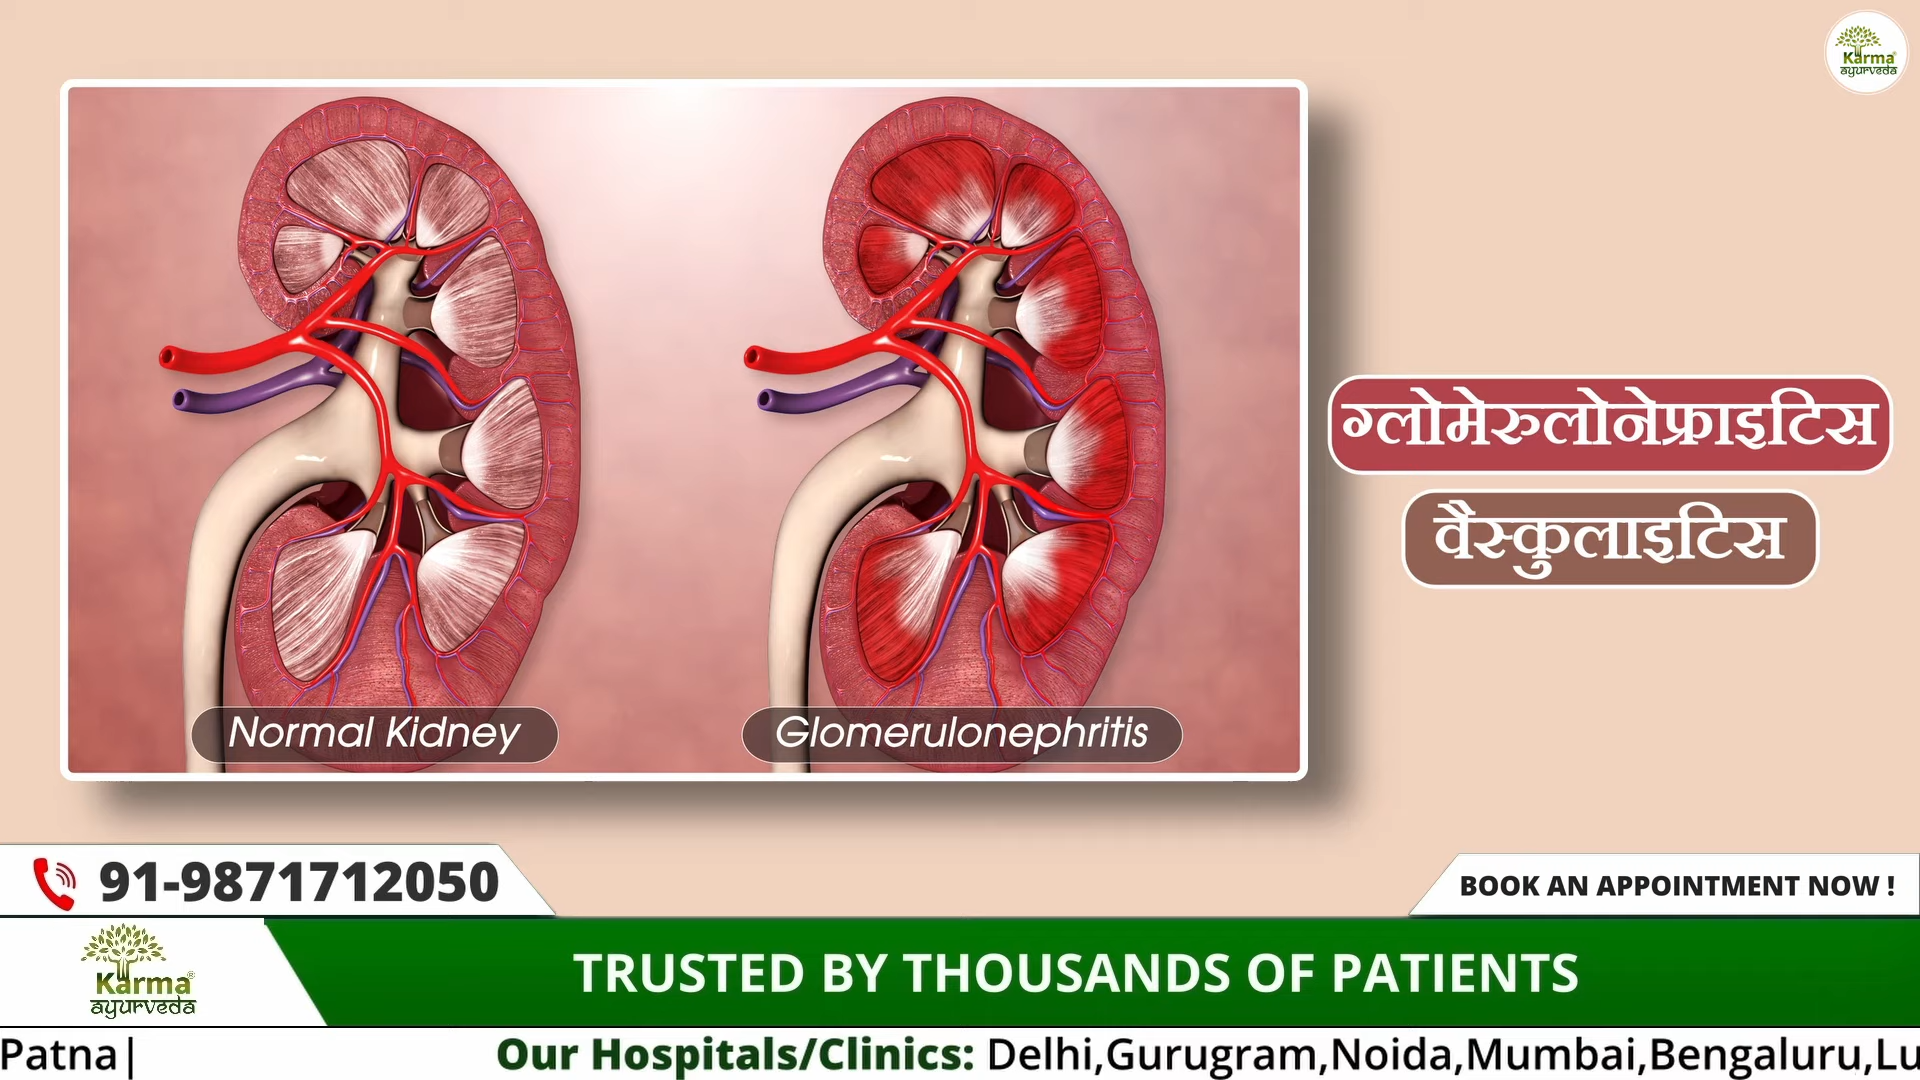 Karma
ayurveda
ग्लोमेरुलोनेफ्राइटिस
वैस्कुलाइटिस
Normal Kidney
Glomerulonephritis
91-9871712050
BOOK AN APPOINTMENT NOW !
Karma®
ayurveda
TRUSTED BY THOUSANDS OF PATIENTS
Patna| Our Hospitals/Clinics: Delhi,Gurugram,Noida,Mumbai,Bengaluru,Lu